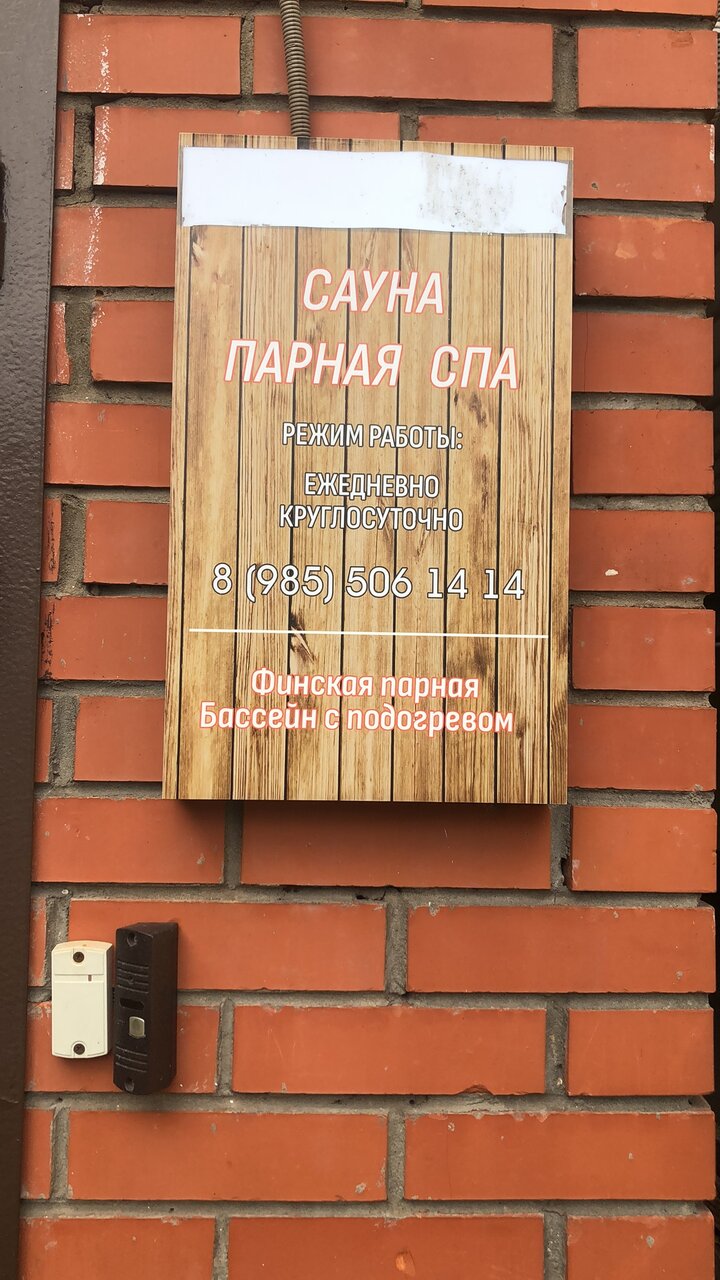 САУНА
ПАРНАЯ СПА
РЕЖИМ РАБОТЫ:
ЕЖЕДНЕВНО
КРУГЛОСУТОЧНО
8 (985) 506 14 14
Финская парная
Бассейн с подогревом